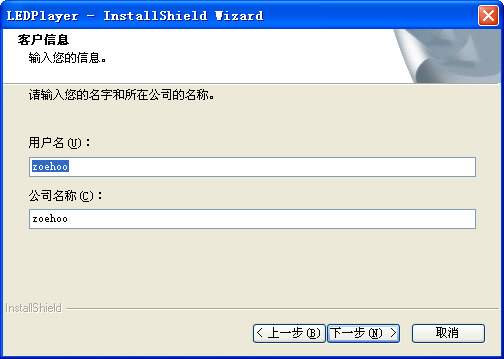 LEDPlayer - InstallShield Wizard
客户信息
输入您的信息。
请输入您的名字和所在公司的名称。
用户名(U)：
zoehoo
公司名称(C)：
zoehoo
InstallShield
< 上一步(B) 下一步(N) > 取消